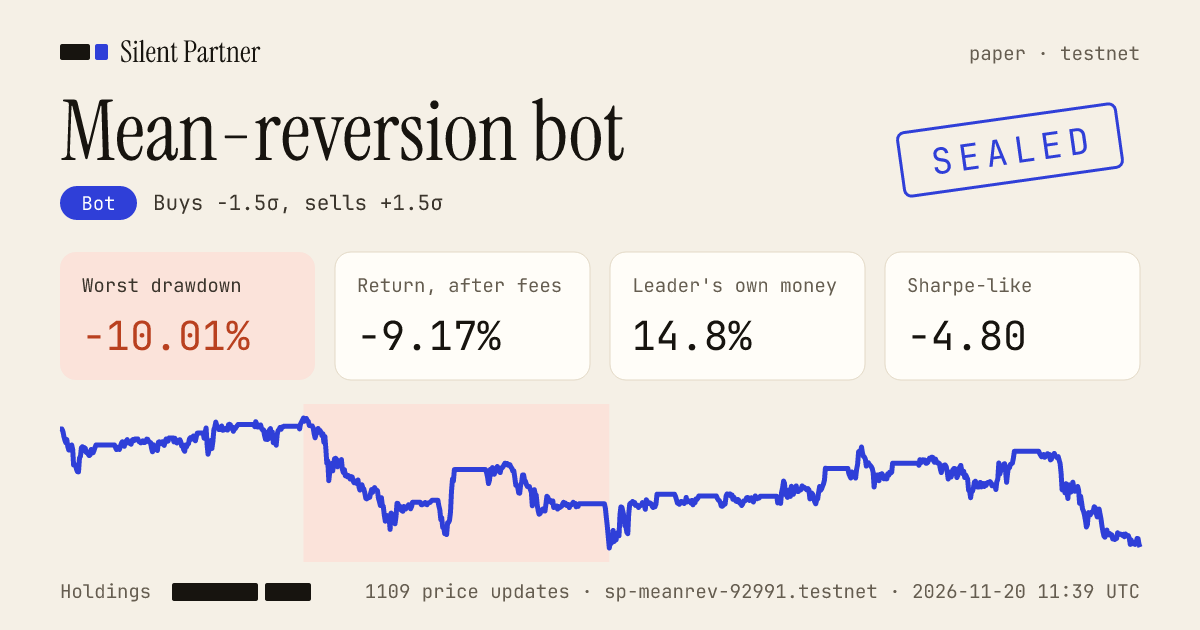 Silent Partner
paper · testnet
Mean-reversion bot
SEALED
Bot
Buys -1.5σ, sells +1.5σ
Worst drawdown
-10.01%
Return, after fees
-9.17%
Leader's own money
14.8%
Sharpe-like
-4.80
Holdings
1109 price updates · sp-meanrev-92991.testnet · 2026-11-20 11:39 UTC